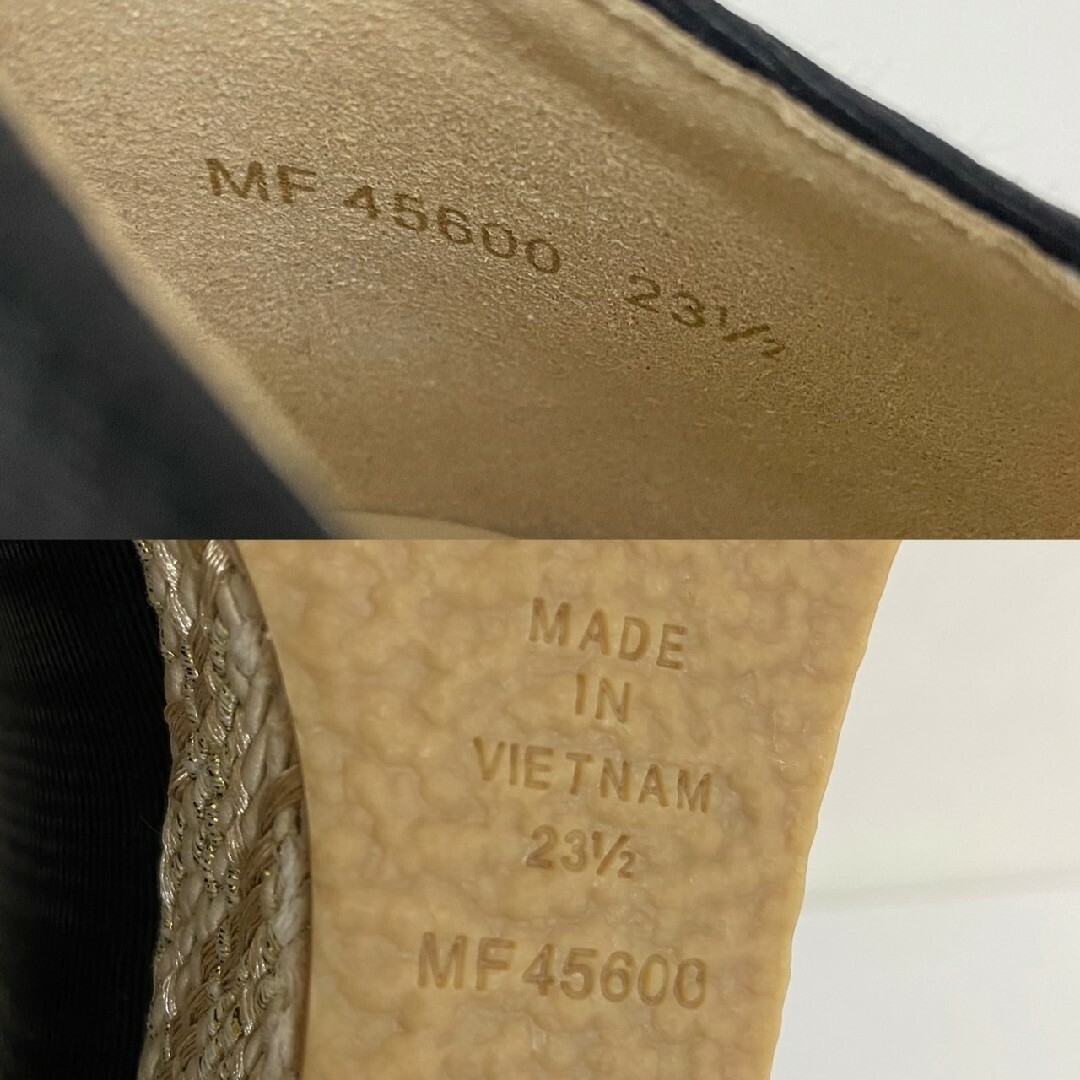 MF 45600 23½
MADE
IN
VIETNAM
23½
MF45600